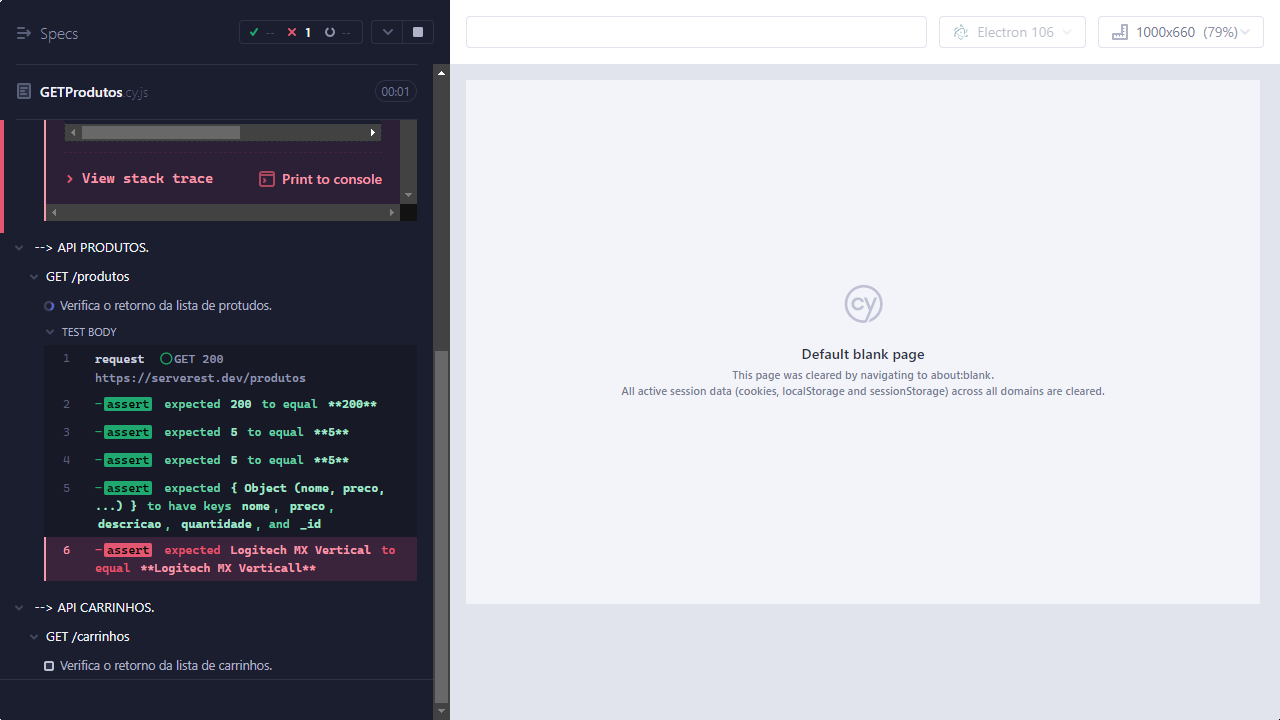 Specs
-- 1 --
GETProdutos cy.js
00:01
View stack trace
Print to console
--> API PRODUTOS.
GET /produtos
Verifica o retorno da lista de protudos.
TEST BODY
1 request GET 200
https://serverest.dev/produtos
2 -assert expected 200 to equal **200**
3 -assert expected 5 to equal **5**
4 -assert expected 5 to equal **5**
5 -assert expected { Object (nome, preco,
...) } to have keys nome, preco,
descricao, quantidade, and _id
6 -assert expected Logitech MX Vertical to
equal **Logitech MX Verticall**
--> API CARRINHOS.
GET /carrinhos
Verifica o retorno da lista de carrinhos.
Electron 106
1000x660 (79%)
cy
Default blank page
This page was cleared by navigating to about:blank.
All active session data (cookies, localStorage and sessionStorage) across all domains are cleared.